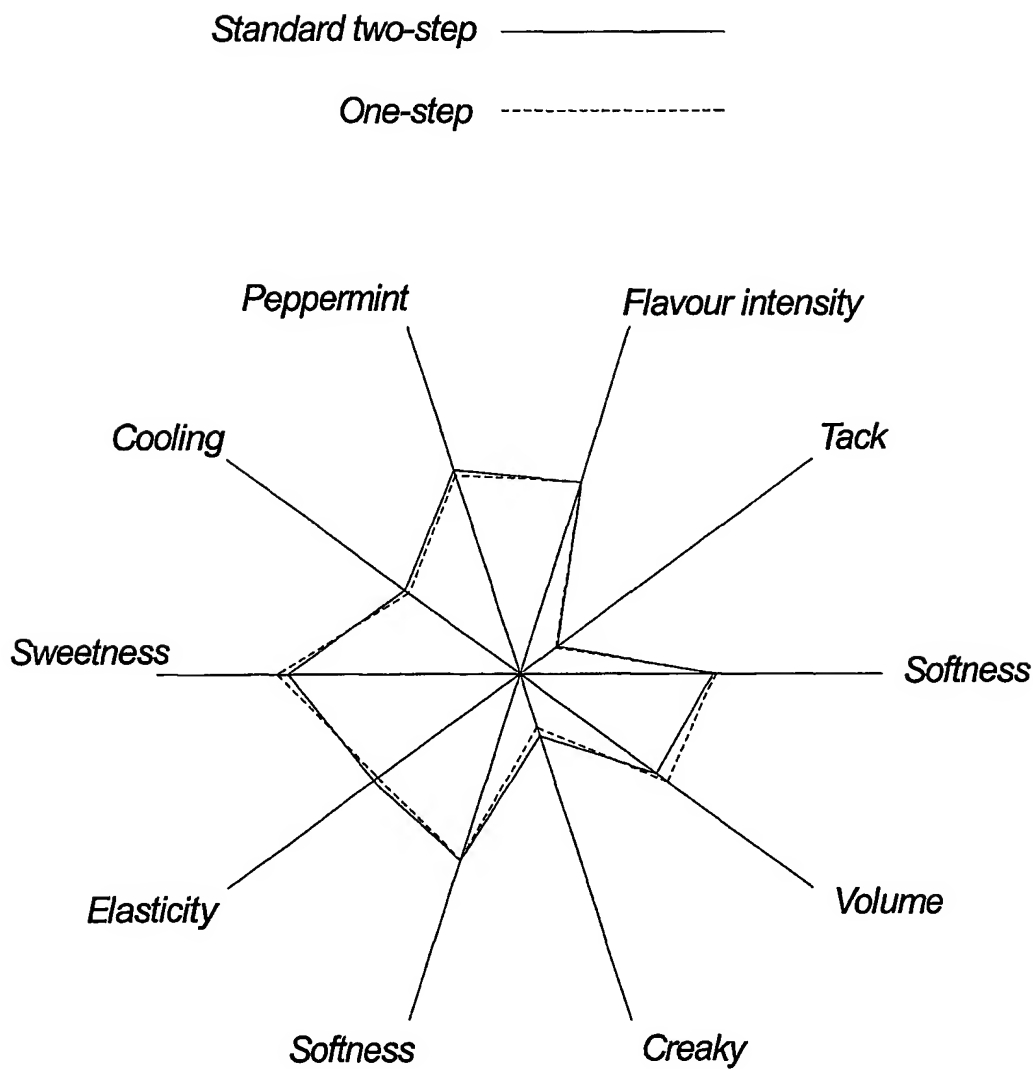 Standard two-step
One-step
Peppermint
Flavour intensity
Cooling
Tack
Sweetness
Softness
Elasticity
Volume
Softness
Creaky